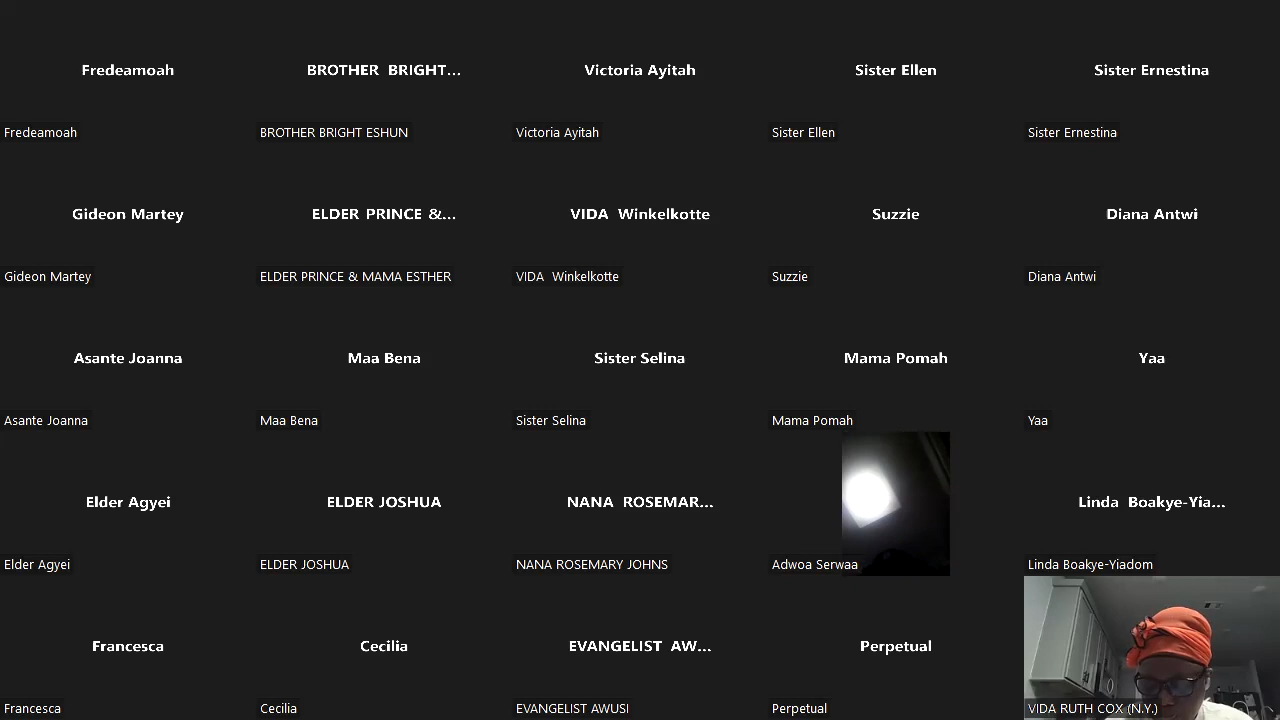 Fredeamoah
BROTHER BRIGHT...
Victoria Ayitah
Sister Ellen
Sister Ernestina
Fredeamoah
BROTHER BRIGHT ESHUN
Victoria Ayitah
Sister Ellen
Sister Ernestina
Gideon Martey
ELDER PRINCE &...
VIDA Winkelkotte
Suzzie
Diana Antwi
Gideon Martey
ELDER PRINCE & MAMA ESTHER
VIDA Winkelkotte
Suzzie
Diana Antwi
Asante Joanna
Maa Bena
Sister Selina
Mama Pomah
Yaa
Asante Joanna
Maa Bena
Sister Selina
Mama Pomah
Yaa
Elder Agyei
ELDER JOSHUA
NANA ROSEMAR...
Linda Boakye-Yia...
Elder Agyei
ELDER JOSHUA
NANA ROSEMARY JOHNS
Adwoa Serwaa
Linda Boakye-Yiadom
Francesca
Cecilia
EVANGELIST AW...
Perpetual
Francesca
Cecilia
EVANGELIST AWUSI
Perpetual
VIDA RUTH COX (N.Y.)